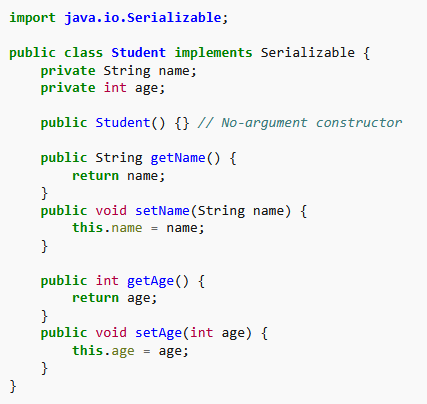 import java.io.Serializable;
public class Student implements Serializable {
    private String name;
    private int age;
    public Student() {} // No-argument constructor
    public String getName() {
        return name;
    }
    public void setName(String name) {
        this.name = name;
    }
    public int getAge() {
        return age;
    }
    public void setAge(int age) {
        this.age = age;
    }
}